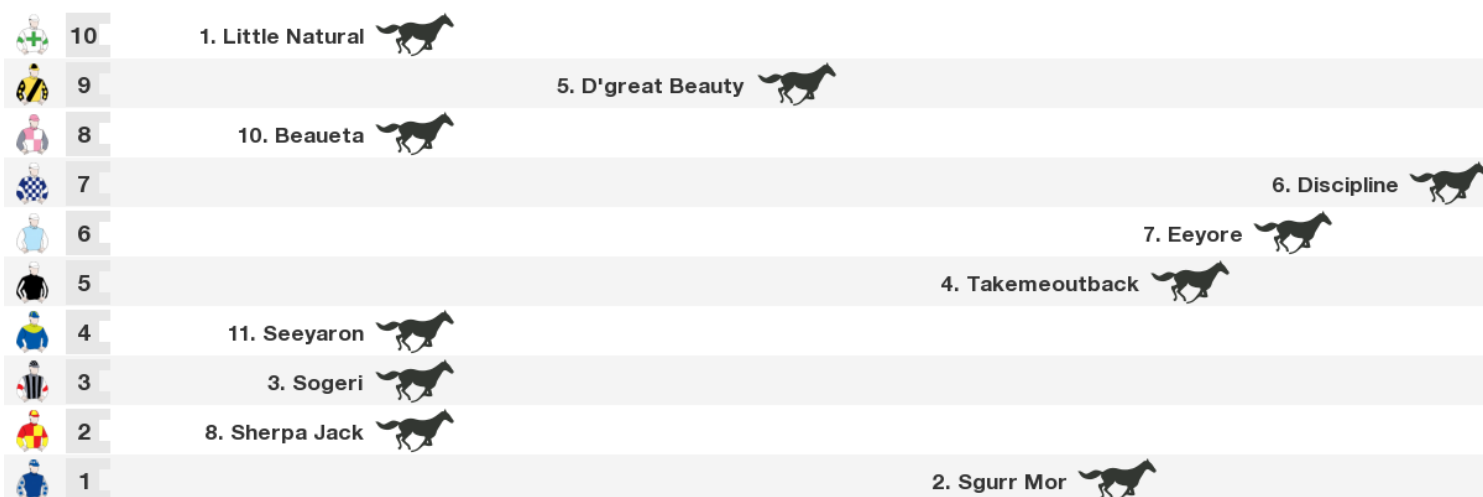 10 1. Little Natural
9 5. D'great Beauty
8 10. Beaueta
7 6. Discipline
6 7. Eeyore
5 4. Takemeoutback
4 11. Seeyaron
3 3. Sogeri
2 8. Sherpa Jack
1 2. Sgurr Mor